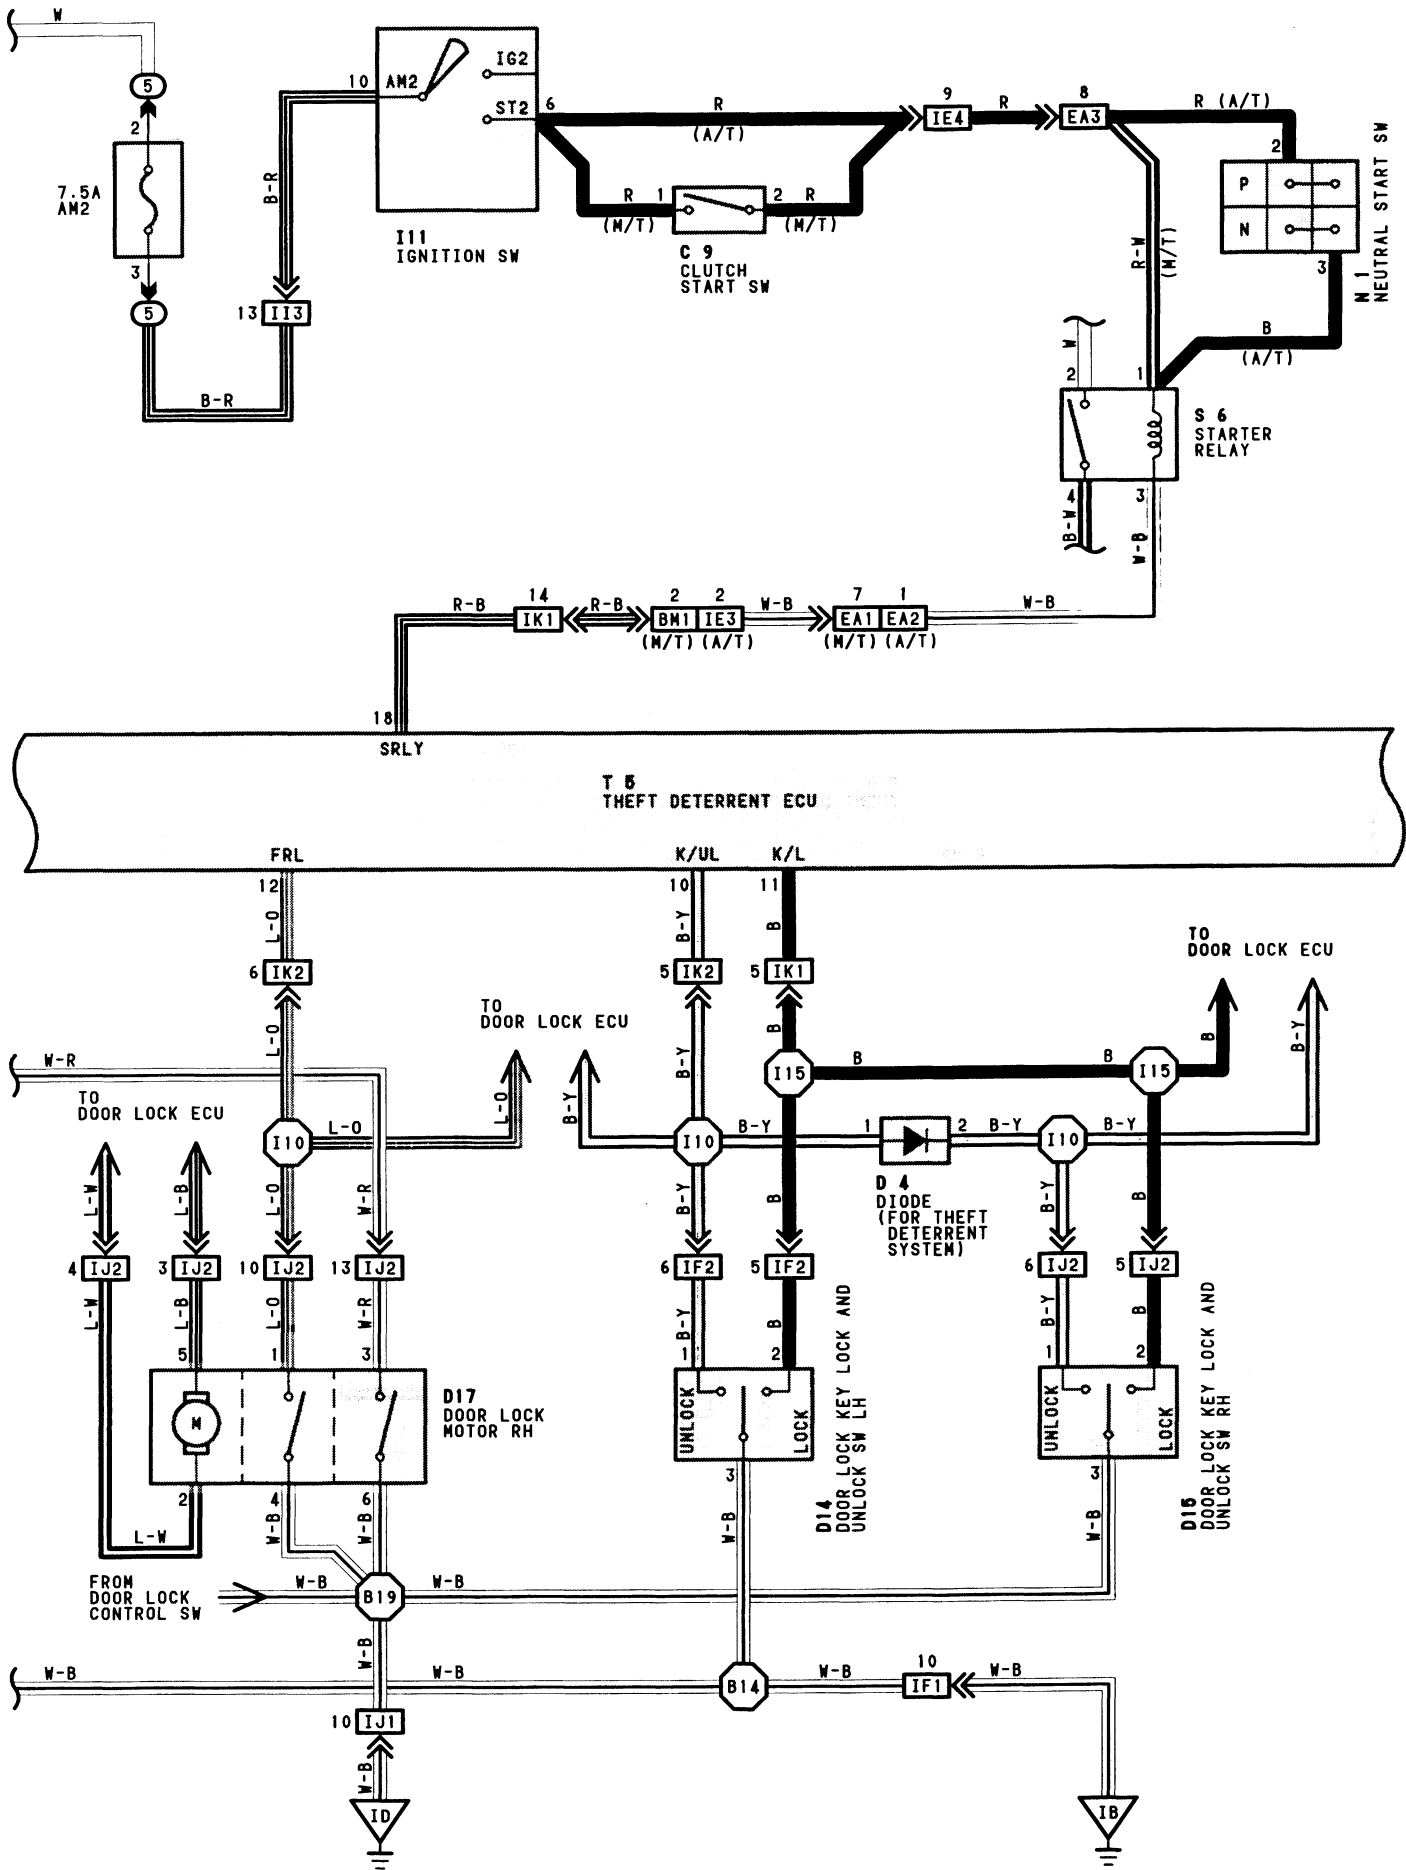 W
5
2
7.5A
AM2
3
5
B-R
13 II3
B-R
10 AM2
IG2
ST2
6
I11
IGNITION SW
R
(A/T)
R
(M/T)
1
2
R
(M/T)
C 9
CLUTCH
START SW
9
IE4
R
8
EA3
R (A/T)
2
P
N
3
N 1
NEUTRAL START SW
R-W
(M/T)
B
(A/T)
W
2
1
S 6
STARTER
RELAY
4
3
B-W
W-B
R-B
14
IK1
R-B
2 2
BM1 IE3
(M/T) (A/T)
W-B
7 1
EA1 EA2
(M/T) (A/T)
W-B
18
SRLY
T 5
THEFT DETERRENT ECU
FRL
K/UL
K/L
12
10
11
L-O
B-Y
B
6 IK2
5 IK2
5 IK1
L-O
B-Y
B
TO
DOOR LOCK ECU
TO
DOOR LOCK ECU
W-R
TO
DOOR LOCK ECU
I15
B
B
I15
B
B-Y
L-O
B-Y
I10
L-O
I10
B-Y
1
2
B-Y
I10
B-Y
D 4
DIODE
(FOR THEFT
DETERRENT
SYSTEM)
L-W
L-B
L-O
W-R
B-Y
B
B-Y
B
4 IJ2
3 IJ2
10 IJ2
13 IJ2
6 IF2
5 IF2
6 IJ2
5 IJ2
L-W
L-B
L-O
W-R
B-Y
B
B-Y
B
5
1
3
1
2
1
2
M
D17
DOOR LOCK
MOTOR RH
UNLOCK
LOCK
D14
DOOR LOCK KEY LOCK AND
UNLOCK SW LH
UNLOCK
LOCK
D15
DOOR LOCK KEY LOCK AND
UNLOCK SW RH
2
4
6
3
3
L-W
W-B
W-B
W-B
W-B
FROM
DOOR LOCK
CONTROL SW
W-B
B19
W-B
W-B
W-B
W-B
B14
W-B
10
IF1
W-B
10 IJ1
W-B
ID
IB